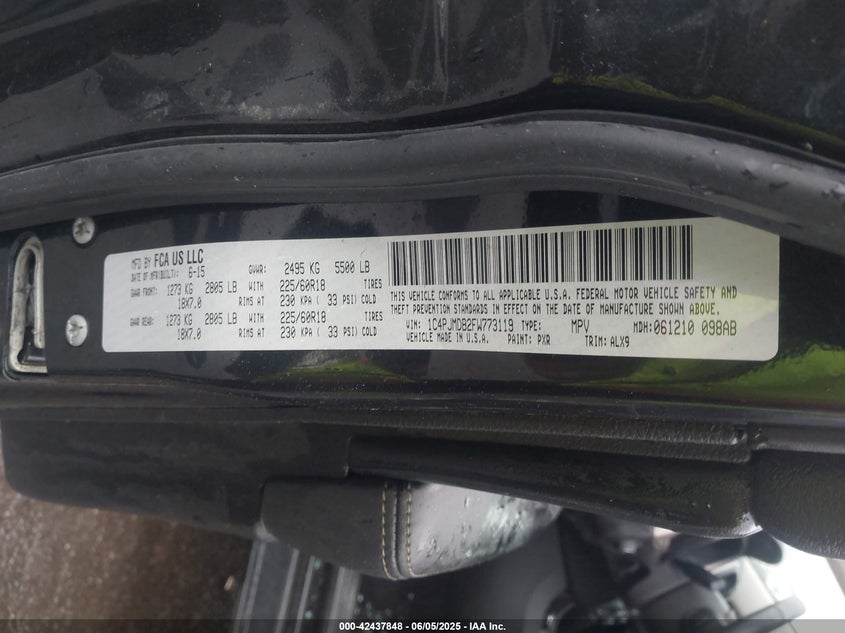 MFD BY FCA US LLC
DATE OF MFR(BUILT): 6-15 GVWR: 2495 KG 5500 LB
GAWR FRONT: 1273 KG 2805 LB WITH 225/60R18 TIRES
18X7.0 RIMS AT 230 KPA ( 33 PSI) COLD
GAWR REAR: 1273 KG 2805 LB WITH 225/60R18 TIRES
18X7.0 RIMS AT 230 KPA ( 33 PSI) COLD
THIS VEHICLE CONFORMS TO ALL APPLICABLE U.S.A. FEDERAL MOTOR VEHICLE SAFETY AND
THEFT PREVENTION STANDARDS IN EFFECT ON THE DATE OF MANUFACTURE SHOWN ABOVE.
VIN: 1C4PJMDB2FW773119 TYPE: MPV MDH:061210 098AB
VEHICLE MADE IN U.S.A. PAINT: PXR TRIM: ALX9
000-42437848 - 06/05/2025 - IAA Inc.